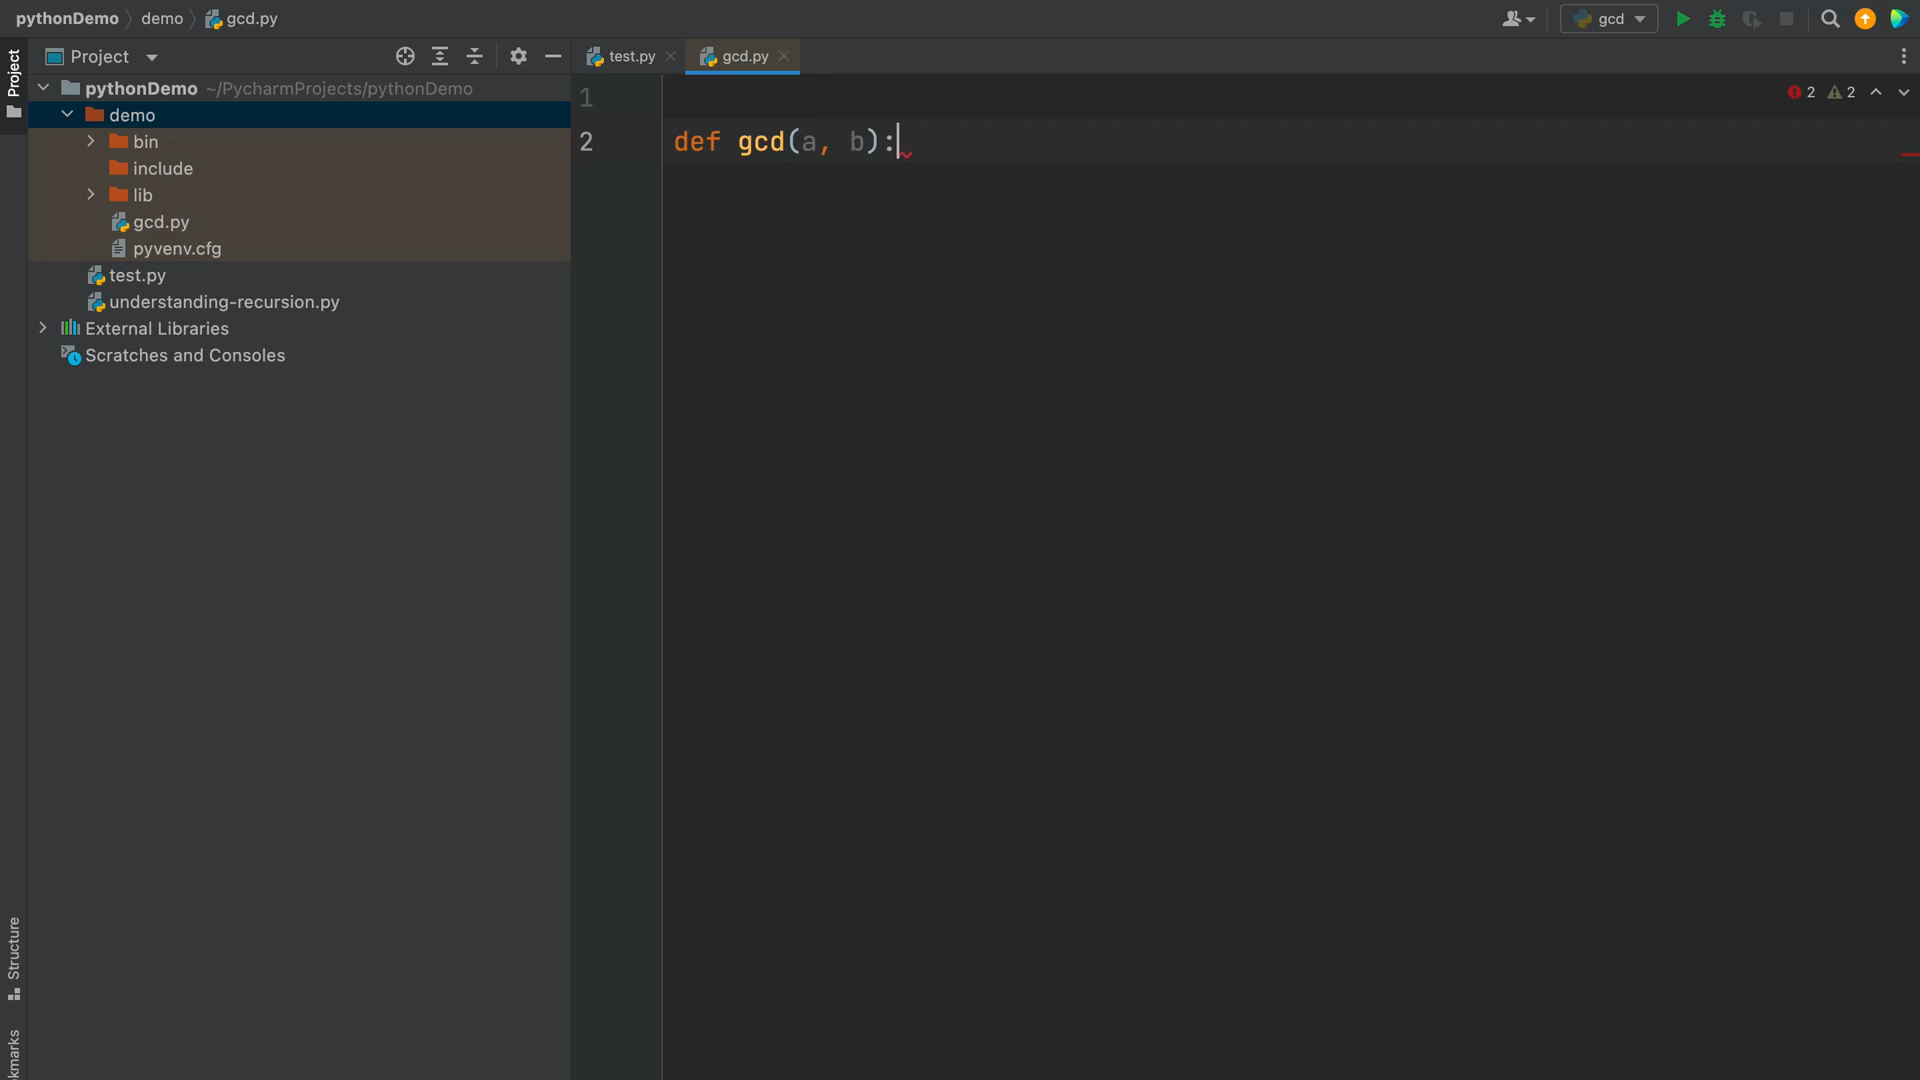 pythonDemo demo gcd.py gcd
Project
Project
test.py
gcd.py
pythonDemo ~/PycharmProjects/pythonDemo
demo
bin
include
lib
gcd.py
pyvenv.cfg
test.py
understanding-recursion.py
External Libraries
Scratches and Consoles
1
2 def gcd(a, b):
2 2
Structure
kmarks